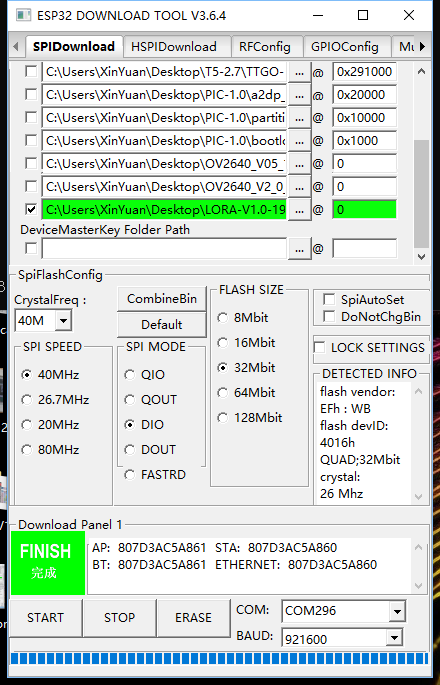 ESP32 DOWNLOAD TOOL V3.6.4
SPIDownload HSPIDownload RFConfig GPIOConfig Mu
C:\Users\XinYuan\Desktop\T5-2.7\TTGO- ... @ 0x291000
C:\Users\XinYuan\Desktop\PIC-1.0\a2dp_ ... @ 0x20000
C:\Users\XinYuan\Desktop\PIC-1.0\partiti ... @ 0x10000
C:\Users\XinYuan\Desktop\PIC-1.0\bootlo ... @ 0x1000
C:\Users\XinYuan\Desktop\OV2640_V05_ ... @ 0
C:\Users\XinYuan\Desktop\OV2640_V2_0_ ... @ 0
C:\Users\XinYuan\Desktop\LORA-V1.0-19 ... @ 0
DeviceMasterKey Folder Path
... @
SpiFlashConfig
CrystalFreq :
40M
CombineBin
Default
SPI SPEED
40MHz
26.7MHz
20MHz
80MHz
SPI MODE
QIO
QOUT
DIO
DOUT
FASTRD
FLASH SIZE
8Mbit
16Mbit
32Mbit
64Mbit
128Mbit
SpiAutoSet
DoNotChgBin
LOCK SETTINGS
DETECTED INFO
flash vendor:
EFh : WB
flash devID:
4016h
QUAD;32Mbit
crystal:
26 Mhz
Download Panel 1
FINISH
完成
AP: 807D3AC5A861 STA: 807D3AC5A860
BT: 807D3AC5A861 ETHERNET: 807D3AC5A860
START STOP ERASE
COM: COM296
BAUD: 921600